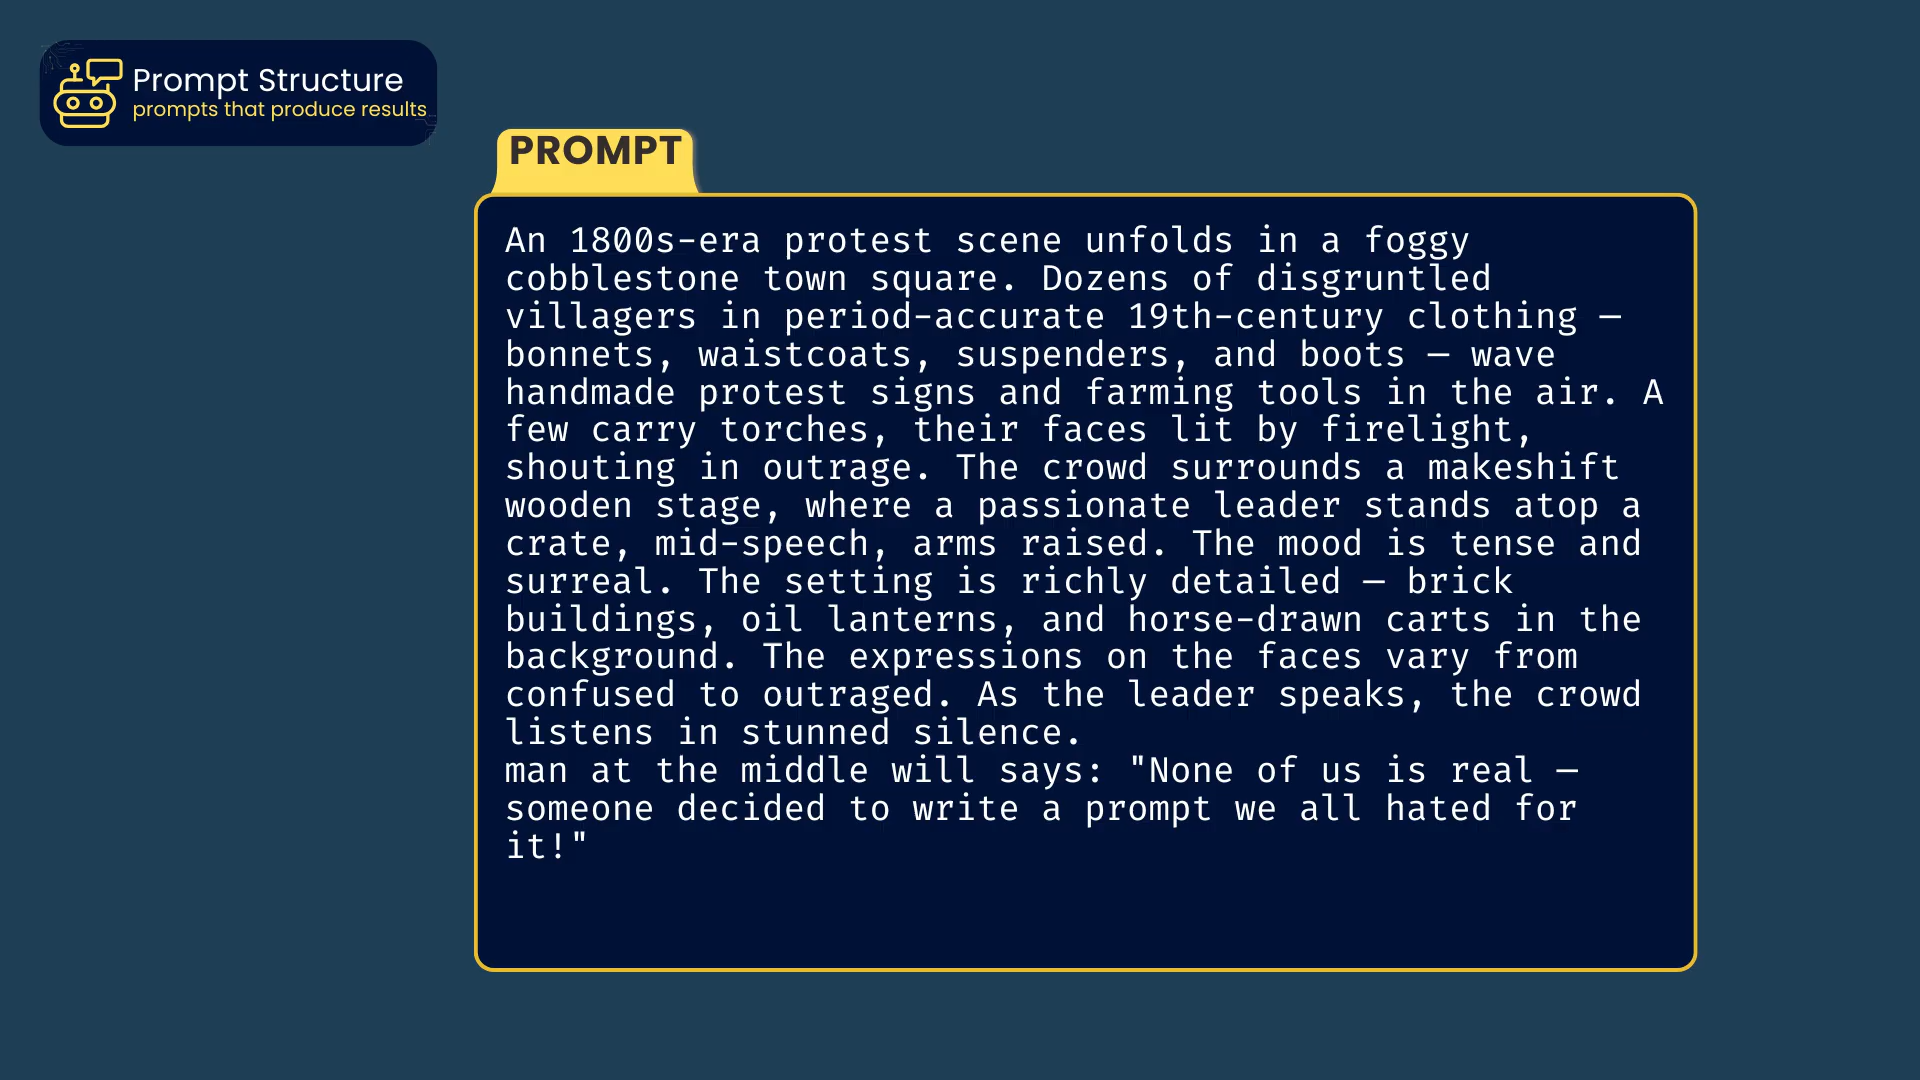 Prompt Structure
prompts that produce results
PROMPT
An 1800s-era protest scene unfolds in a foggy
cobblestone town square. Dozens of disgruntled
villagers in period-accurate 19th-century clothing —
bonnets, waistcoats, suspenders, and boots — wave
handmade protest signs and farming tools in the air. A
few carry torches, their faces lit by firelight,
shouting in outrage. The crowd surrounds a makeshift
wooden stage, where a passionate leader stands atop a
crate, mid-speech, arms raised. The mood is tense and
surreal. The setting is richly detailed — brick
buildings, oil lanterns, and horse-drawn carts in the
background. The expressions on the faces vary from
confused to outraged. As the leader speaks, the crowd
listens in stunned silence.
man at the middle will says: "None of us is real —
someone decided to write a prompt we all hated for
it!"